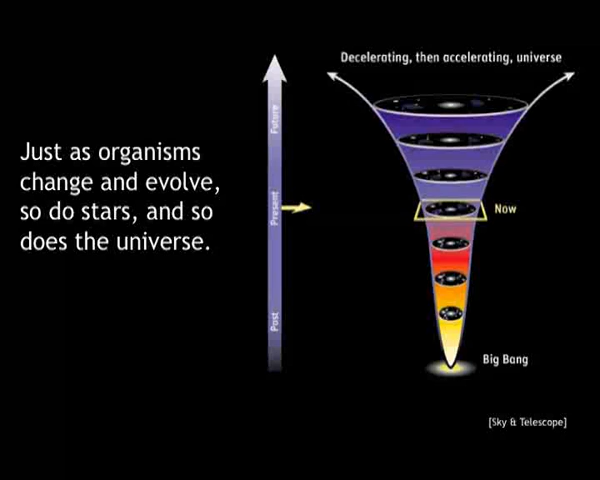 Decelerating, then accelerating, universe
Just as organisms
change and evolve,
so do stars, and so
does the universe.
Future
Present
Past
Now
Big Bang
[Sky & Telescope]